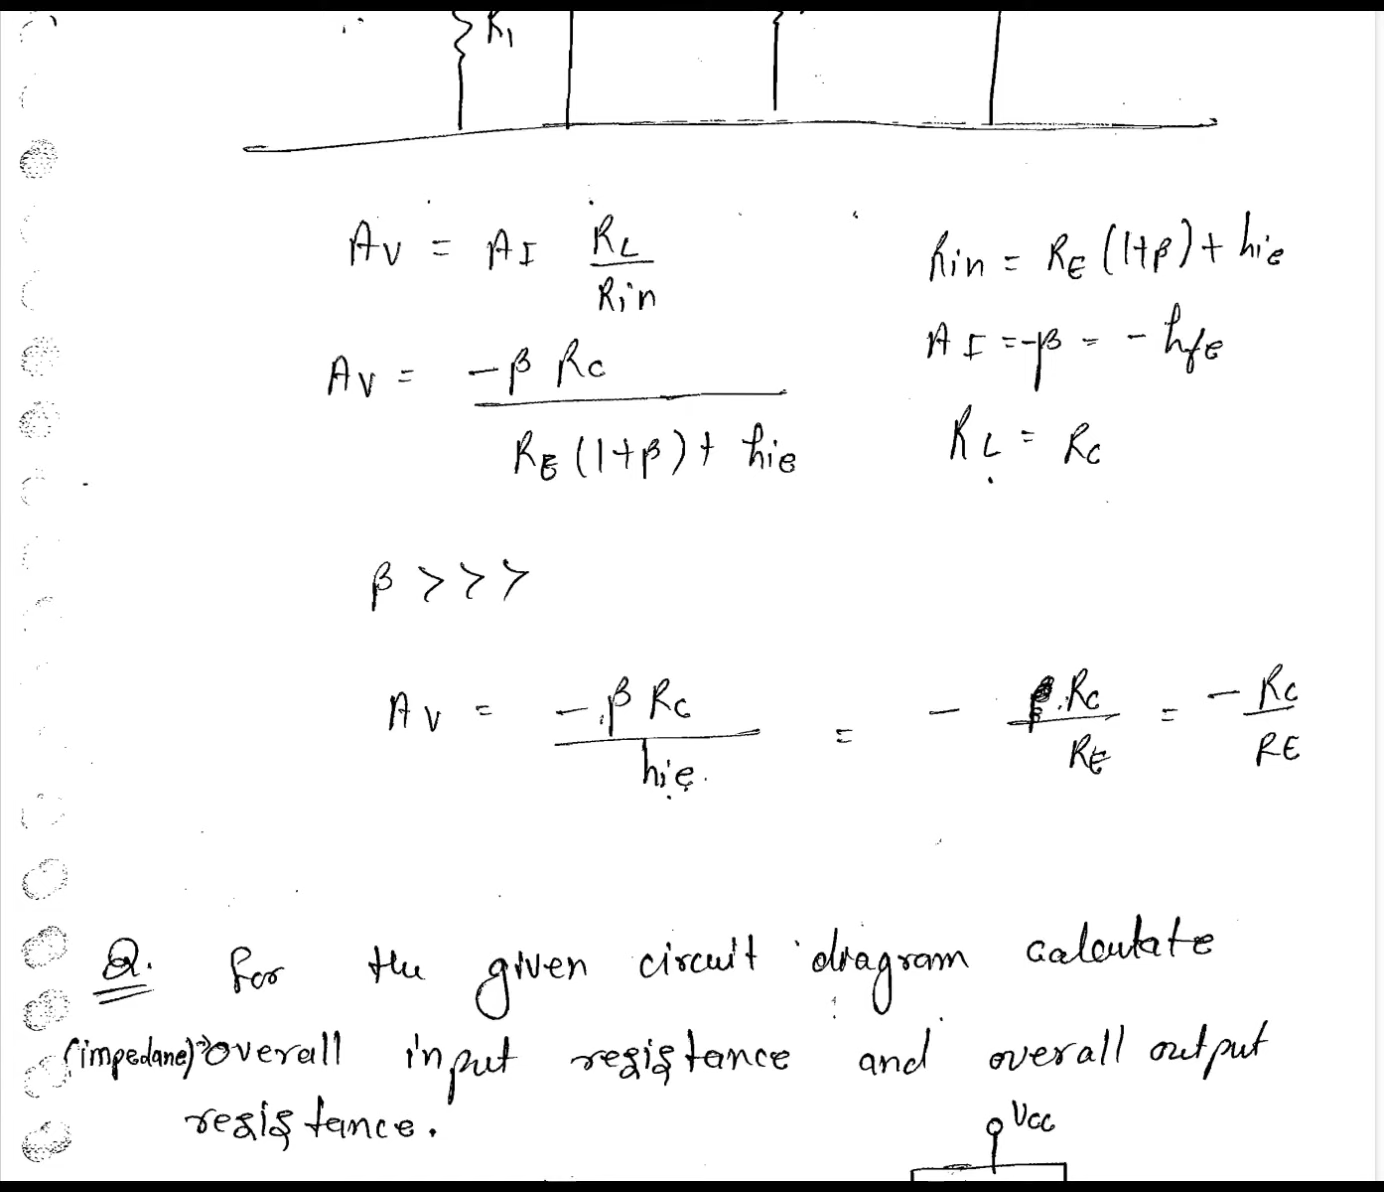 R1
Av = AI RL/Rin
Rin = RE (1+β) + hie
AI = -β = - hfe
Av = -β Rc / RE (1+β) + hie
RL = Rc
β > > >
Av = -β Rc / hie = - Rc / RE = - Rc / RE
Q. For the given circuit diagram calculate
(impedane) overall input resistance and overall output
resistance.
Vcc